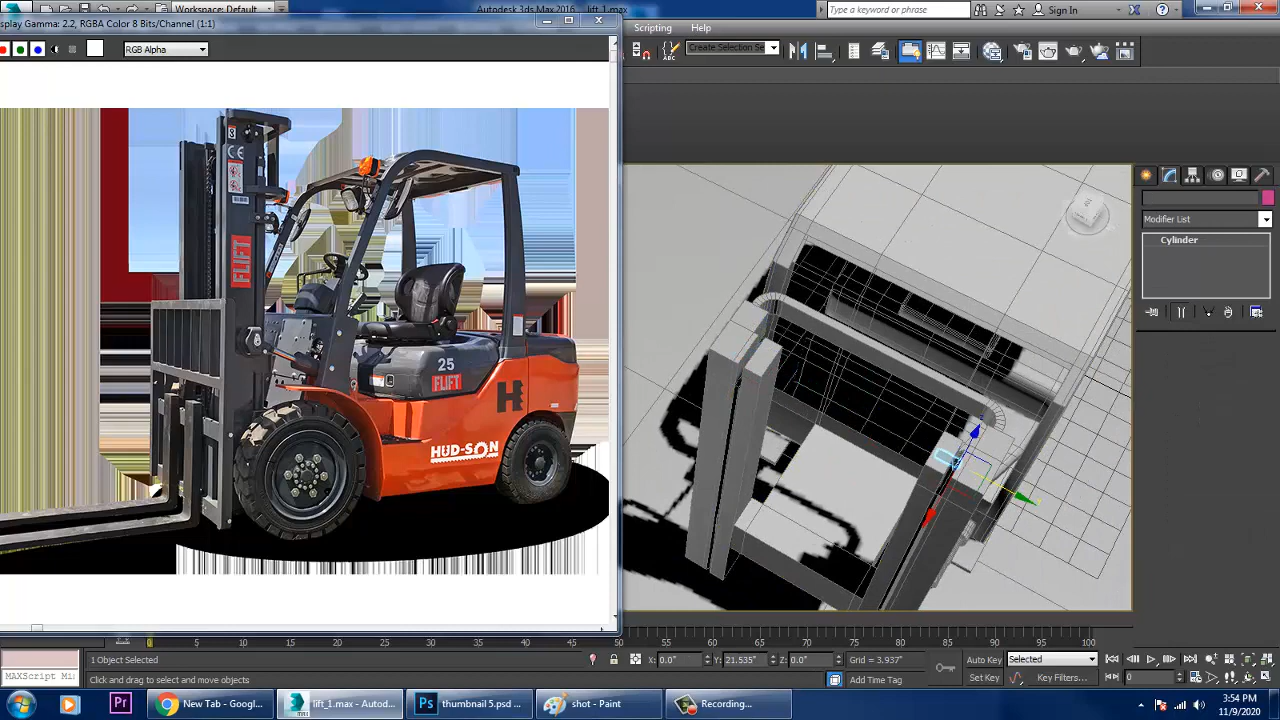 Workspace: Default
Autodesk 3ds Max 2016
lift_1.max
Type a keyword or phrase
Sign In
splay Gamma: 2.2, RGBA Color 8 Bits/Channel (1:1)
Scripting
Help
RGB Alpha
Create Selection Se
CE
FLIFT
25
FLIFT
H
HUD-SON
Modifier List
Cylinder
0
5
10
15
20
25
30
35
40
45
50
55
60
65
70
75
80
85
90
95
100
1 Object Selected
X: 0.0"
Y: 21.535"
Z: 0.0"
Grid = 3.937"
Auto Key
Selected
MAXScript Mi
Click and drag to select and move objects
Add Time Tag
Set Key
Key Filters...
0
New Tab - Googl...
lift_1.max - Autod...
thumbnail 5.psd ...
shot - Paint
Recording...
3:54 PM
11/9/2020